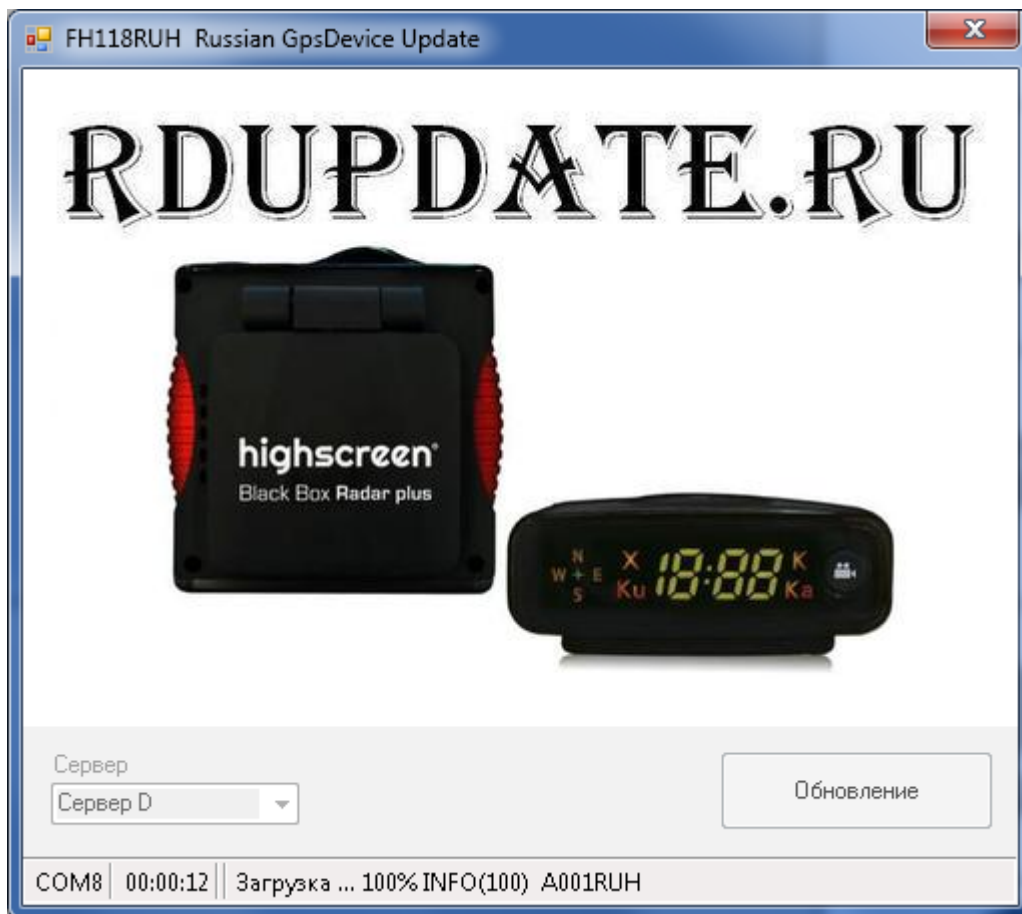 FH118RUH Russian GpsDevice Update
RDUPDATE.RU
highscreen®
Black Box Radar plus
N
W E
S
X 18:88 K
Ku Ka
Сервер
Сервер D
Обновление
COM8 00:00:12 Загрузка ... 100% INFO(100) A001RUH